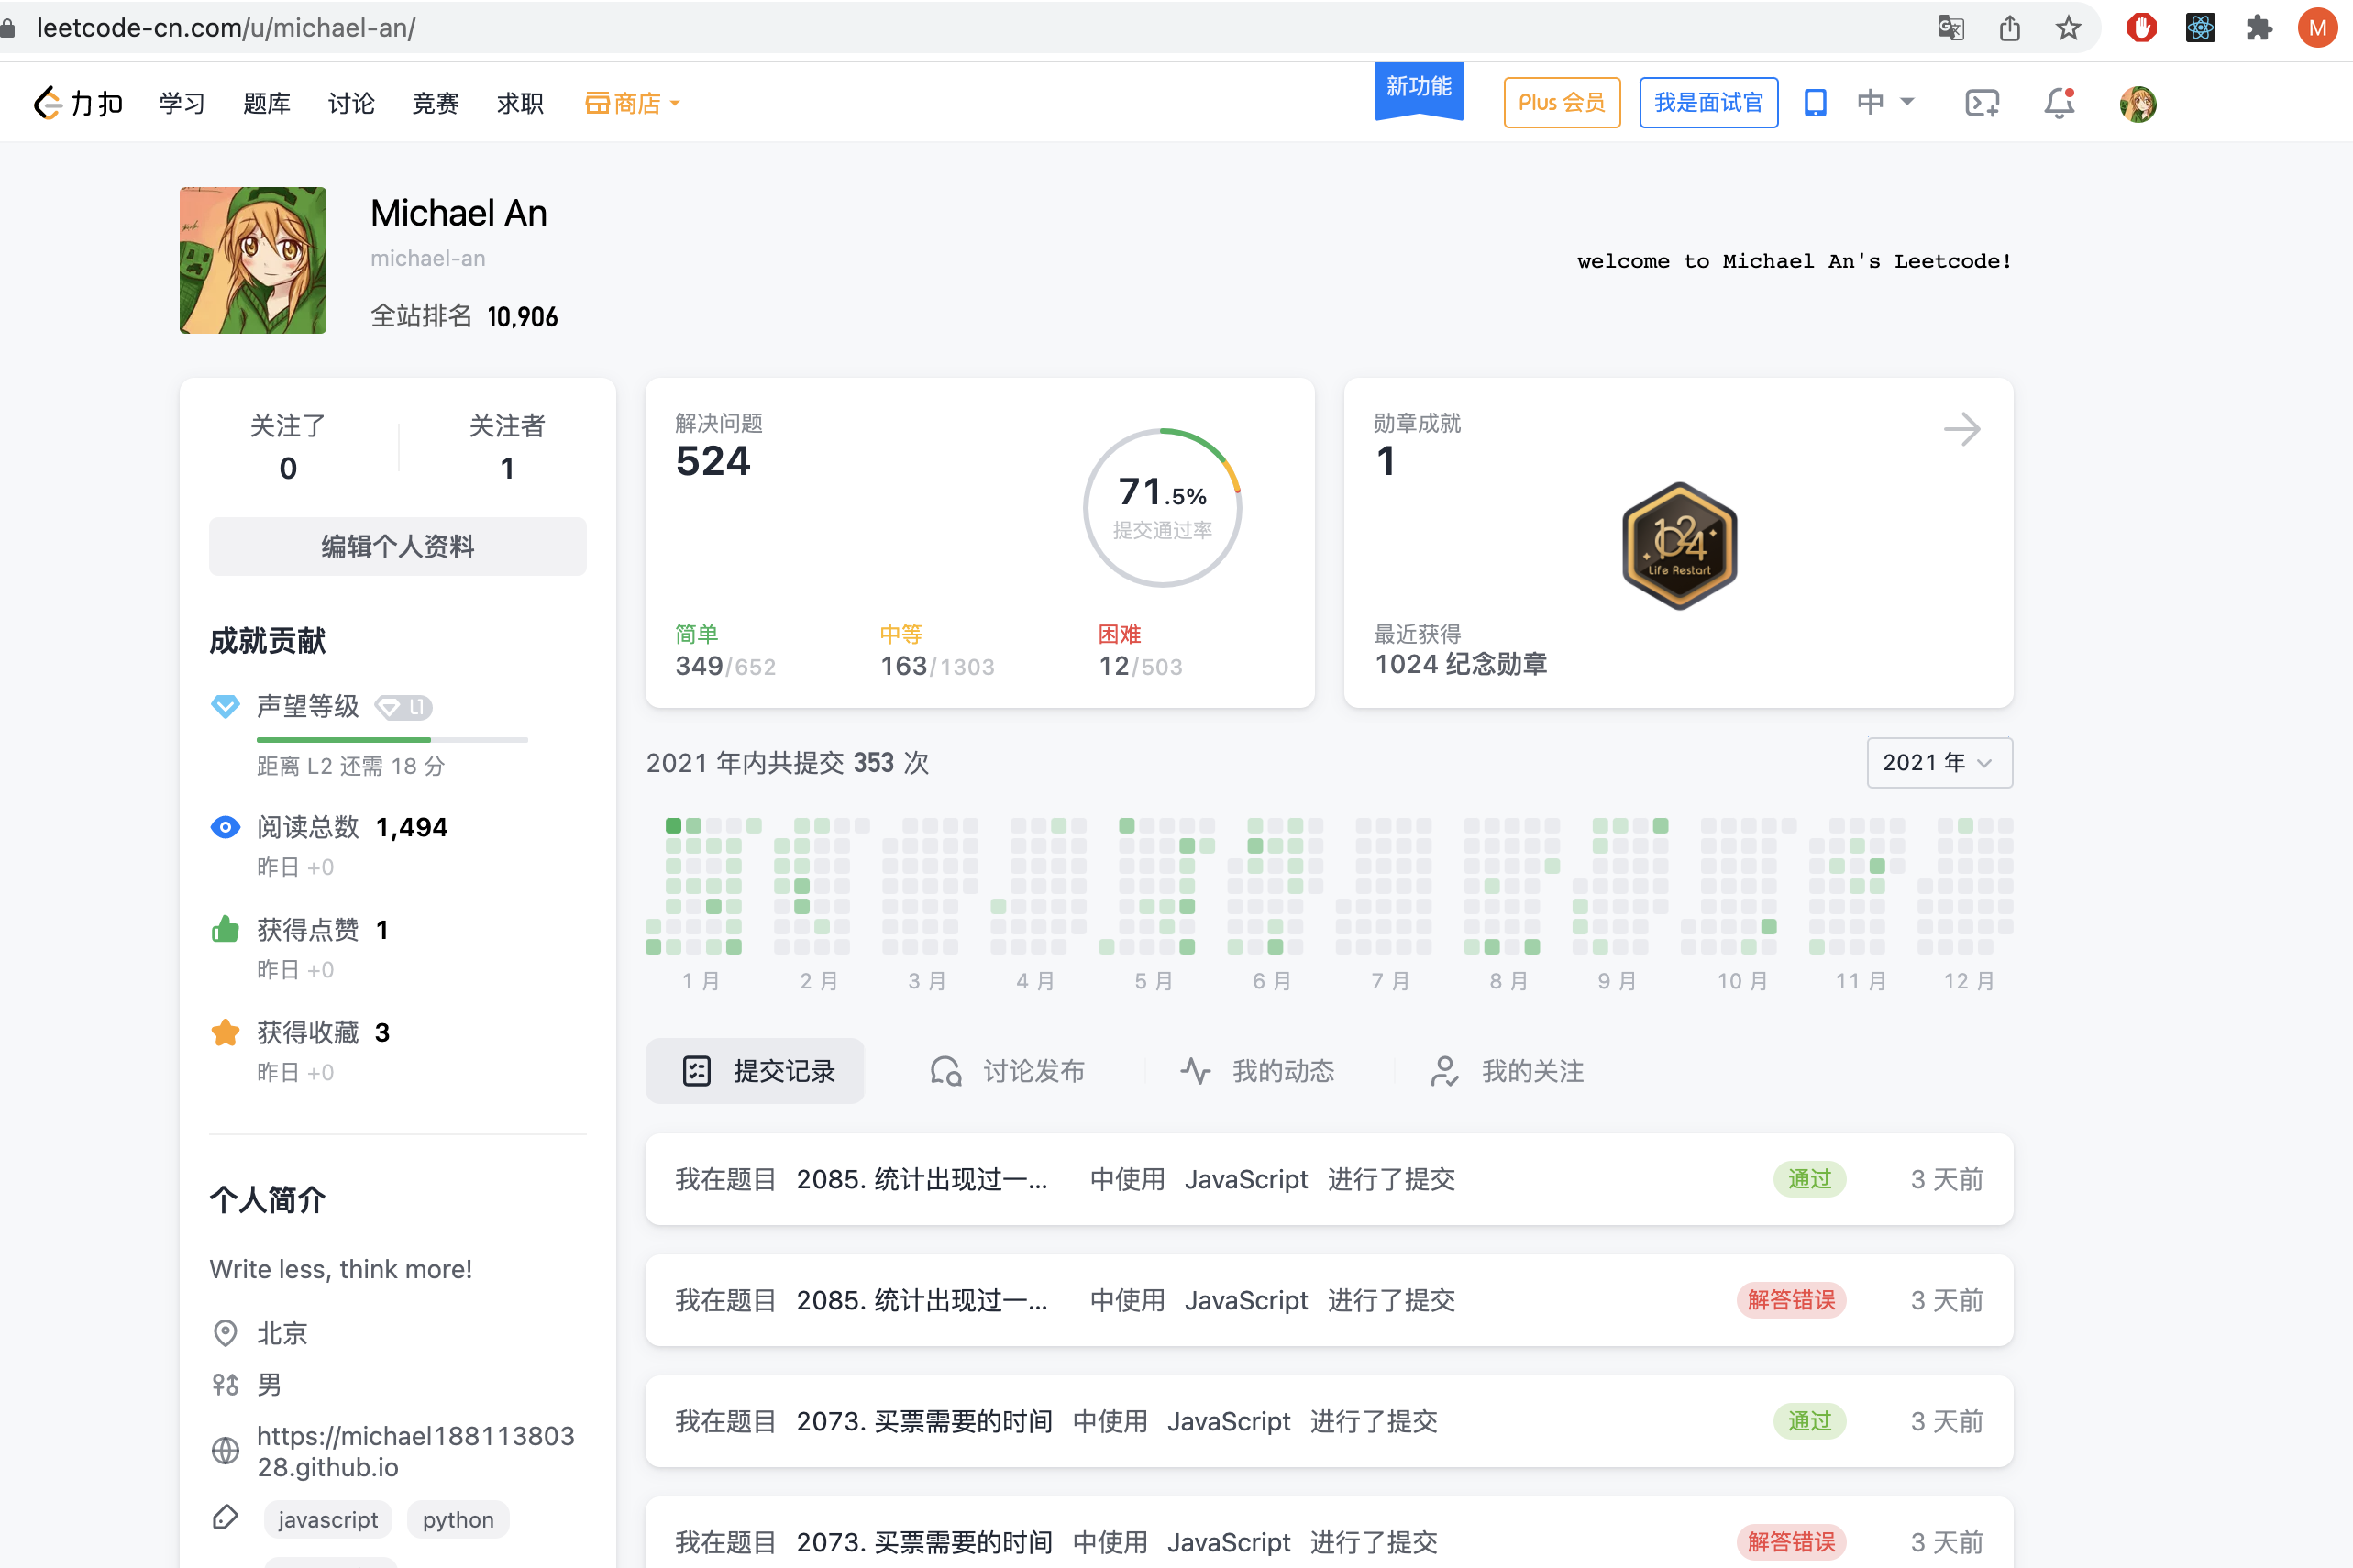 leetcode-cn.com/u/michael-an/
M
力扣 学习 题库 讨论 竞赛 求职 商店 新功能 Plus 会员 我是面试官 中
Michael An
michael-an
全站排名 10,906
welcome to Michael An's Leetcode!
关注了 关注者
0 1
编辑个人资料
成就贡献
声望等级 L1
距离 L2 还需 18 分
阅读总数 1,494
昨日 +0
获得点赞 1
昨日 +0
获得收藏 3
昨日 +0
个人简介
Write less, think more!
北京
男
https://michael188113803
28.github.io
javascript python
解决问题
524
71.5%
提交通过率
简单 中等 困难
349/652 163/1303 12/503
勋章成就
1
1024
Life Restart
最近获得
1024 纪念勋章
2021 年内共提交 353 次 2021 年
1 月 2 月 3 月 4 月 5 月 6 月 7 月 8 月 9 月 10 月 11 月 12 月
提交记录 讨论发布 我的动态 我的关注
我在题目 2085. 统计出现过一... 中使用 JavaScript 进行了提交 通过 3 天前
我在题目 2085. 统计出现过一... 中使用 JavaScript 进行了提交 解答错误 3 天前
我在题目 2073. 买票需要的时间 中使用 JavaScript 进行了提交 通过 3 天前
我在题目 2073. 买票需要的时间 中使用 JavaScript 进行了提交 解答错误 3 天前